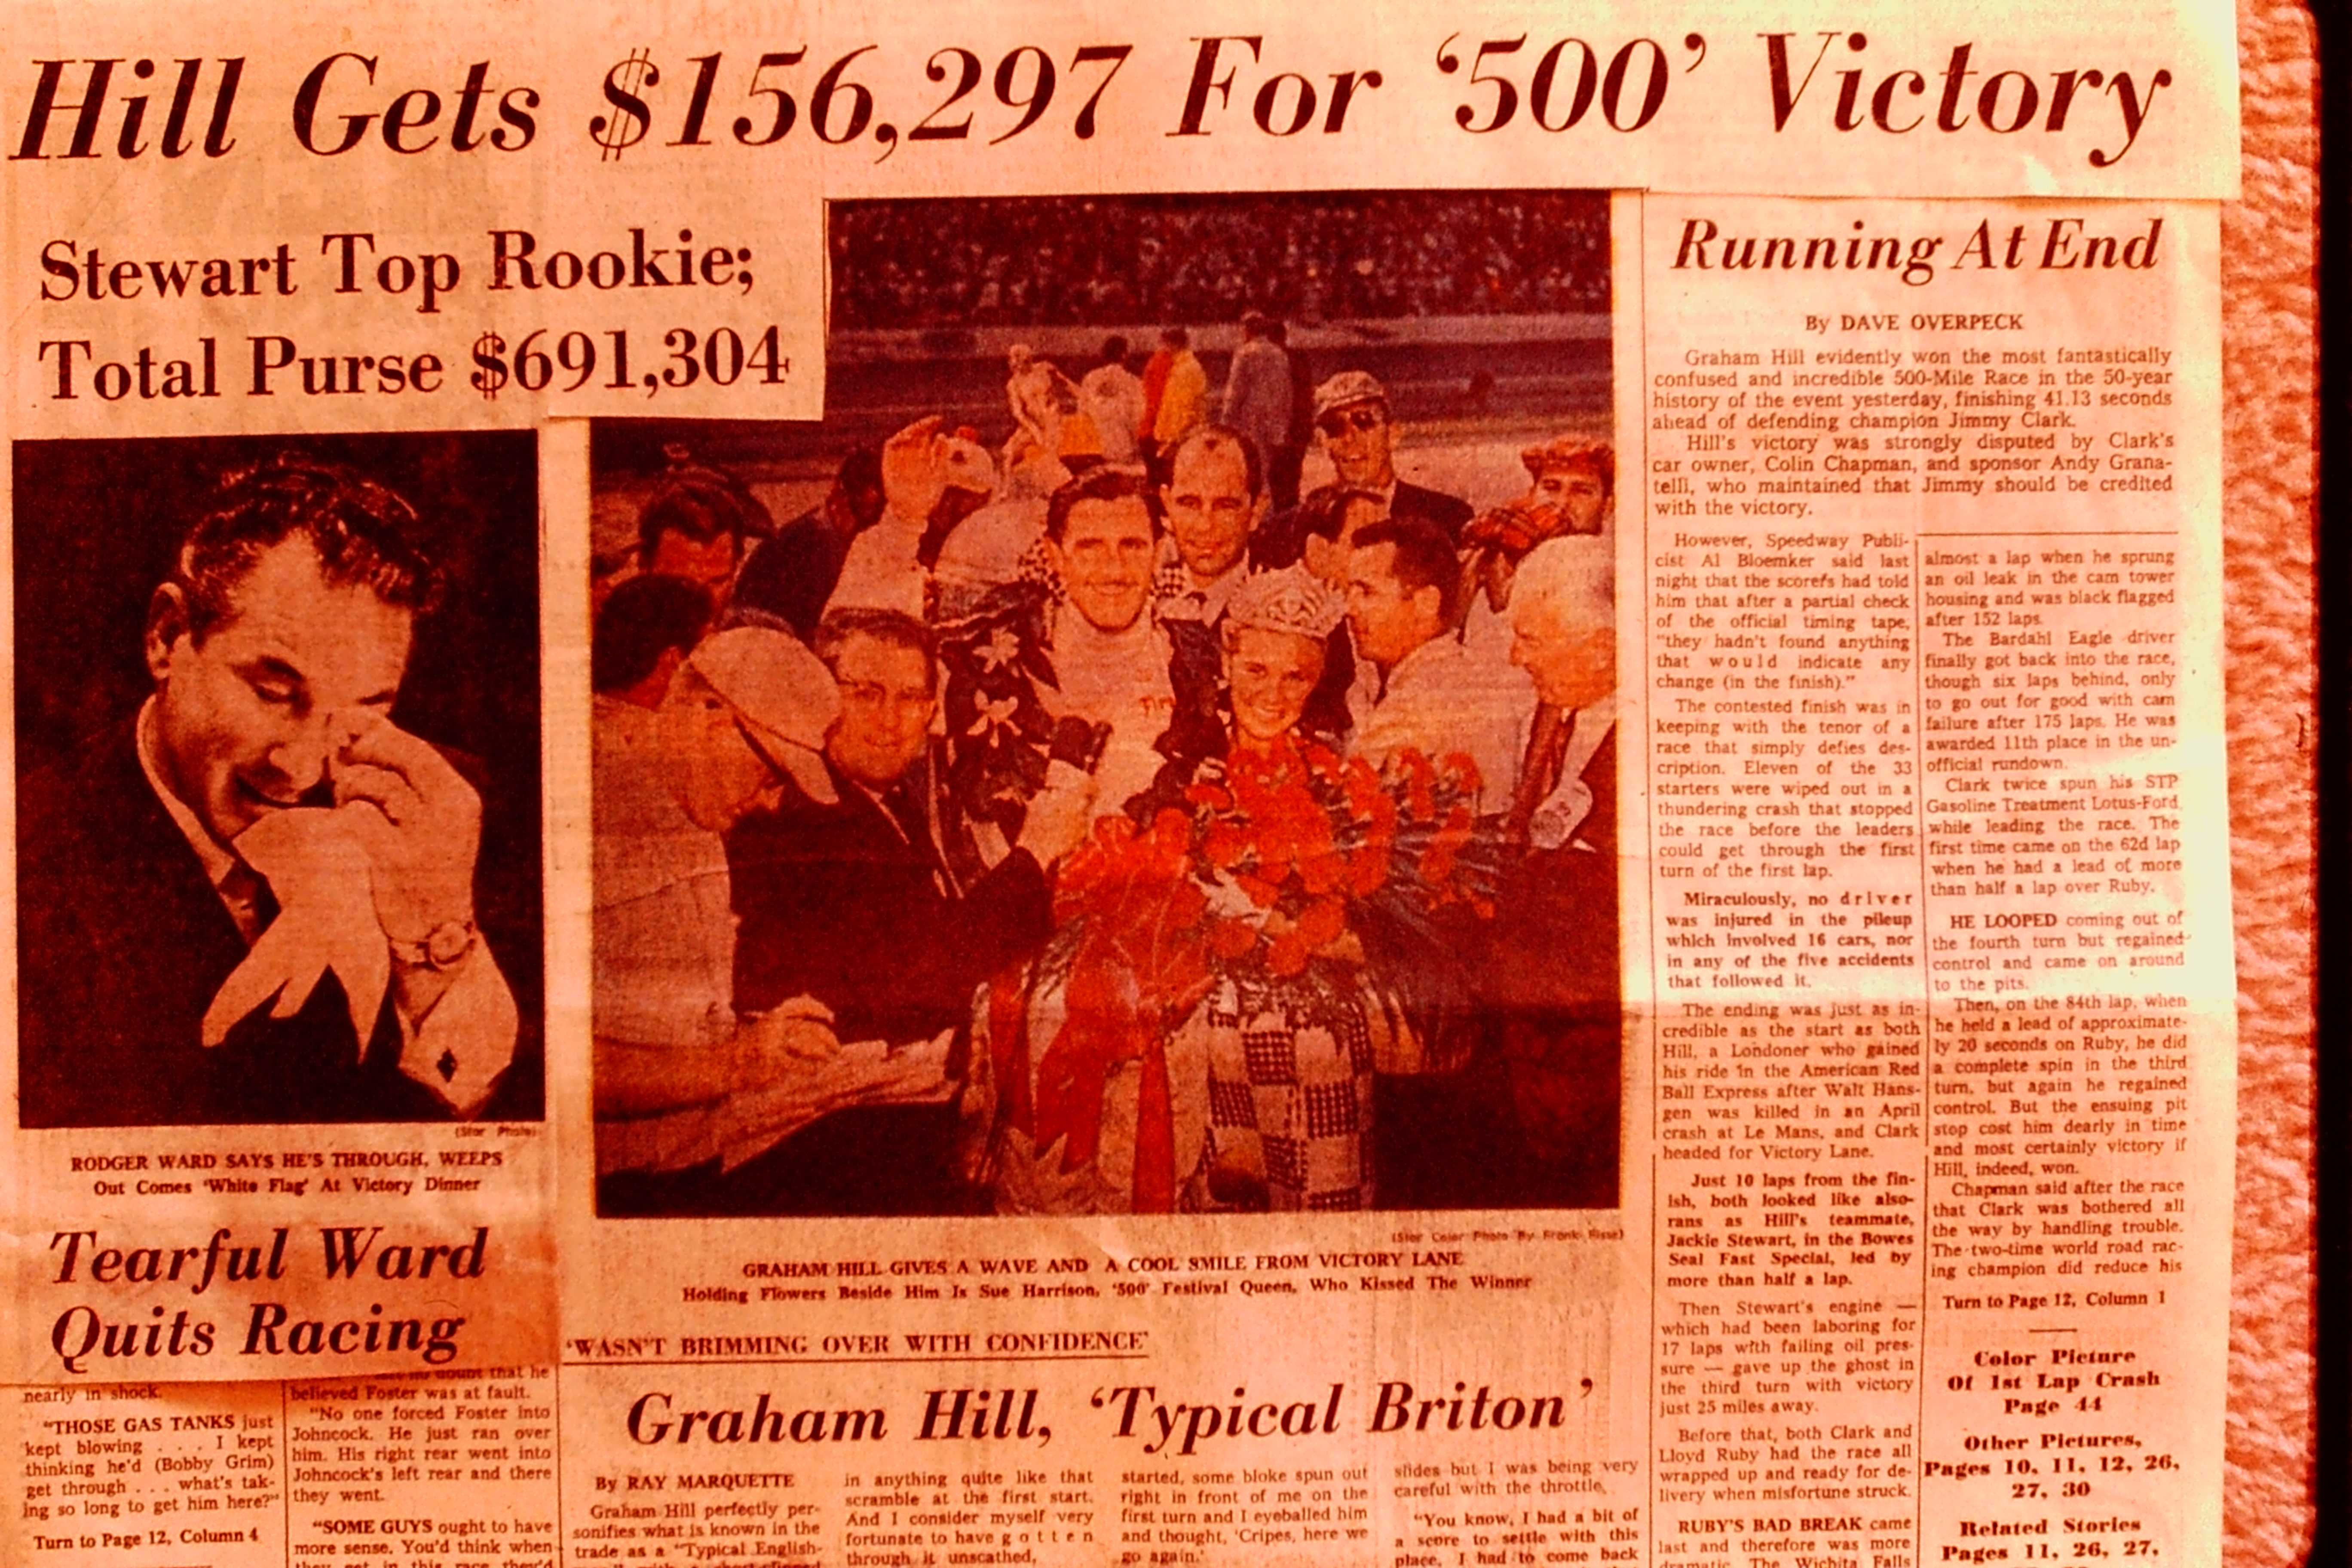 Hill Gets $156,297 For ‘500’ Victory
Stewart Top Rookie;
Total Purse $691,304
(Star Photo)
RODGER WARD SAYS HE'S THROUGH, WEEPS
Out Comes 'White Flag' At Victory Dinner
Tearful Ward
Quits Racing
nearly in shock.
"THOSE GAS TANKS just
kept blowing . . . I kept
thinking he'd (Bobby Grim)
get through . . . what's tak-
ing so long to get him here?"
Turn to Page 12, Column 4
no doubt that he
believed Foster was at fault.
"No one forced Foster into
Johncock. He just ran over
him. His right rear went into
Johncock's left rear and there
they went.
"SOME GUYS ought to have
more sense. You'd think when
they get in this race they'd
(Star Color Photo By Frank Fisse)
GRAHAM HILL GIVES A WAVE AND A COOL SMILE FROM VICTORY LANE
Holding Flowers Beside Him Is Sue Harrison, '500' Festival Queen, Who Kissed The Winner
'WASN'T BRIMMING OVER WITH CONFIDENCE'
Graham Hill, ‘Typical Briton’
By RAY MARQUETTE
Graham Hill perfectly per-
sonifies what is known in the
trade as a "Typical English-
in anything quite like that
scramble at the first start.
And I consider myself very
fortunate to have gotten
through it unscathed,
started, some bloke spun out
right in front of me on the
first turn and I eyeballed him
and thought, 'Cripes, here we
go again.'
slides but I was being very
careful with the throttle.
"You know, I had a bit of
a score to settle with this
place. I had to come back
Running At End
By DAVE OVERPECK
Graham Hill evidently won the most fantastically
confused and incredible 500-Mile Race in the 50-year
history of the event yesterday, finishing 41.13 seconds
ahead of defending champion Jimmy Clark.
Hill's victory was strongly disputed by Clark's
car owner, Colin Chapman, and sponsor Andy Grana-
telli, who maintained that Jimmy should be credited
with the victory.
However, Speedway Publi-
cist Al Bloemker said last
night that the scorers had told
him that after a partial check
of the official timing tape,
"they hadn't found anything
that would indicate any
change (in the finish)."
The contested finish was in
keeping with the tenor of a
race that simply defies des-
cription. Eleven of the 33
starters were wiped out in a
thundering crash that stopped
the race before the leaders
could get through the first
turn of the first lap.
Miraculously, no driver
was injured in the pileup
which involved 16 cars, nor
in any of the five accidents
that followed it.
The ending was just as in-
credible as the start as both
Hill, a Londoner who gained
his ride in the American Red
Ball Express after Walt Hans-
gen was killed in an April
crash at Le Mans, and Clark
headed for Victory Lane.
Just 10 laps from the fin-
ish, both looked like also-
rans as Hill's teammate,
Jackie Stewart, in the Bowes
Seal Fast Special, led by
more than half a lap.
Then Stewart's engine —
which had been laboring for
17 laps with failing oil pres-
sure — gave up the ghost in
the third turn with victory
just 25 miles away.
Before that, both Clark and
Lloyd Ruby had the race all
wrapped up and ready for de-
livery when misfortune struck.
RUBY'S BAD BREAK came
last and therefore was more
dramatic. The Wichita Falls
almost a lap when he sprung
an oil leak in the cam tower
housing and was black flagged
after 152 laps.
The Bardahl Eagle driver
finally got back into the race,
though six laps behind, only
to go out for good with cam
failure after 175 laps. He was
awarded 11th place in the un-
official rundown.
Clark twice spun his STP
Gasoline Treatment Lotus-Ford
while leading the race. The
first time came on the 62d lap
when he had a lead of more
than half a lap over Ruby.
HE LOOPED coming out of
the fourth turn but regained
control and came on around
to the pits.
Then, on the 84th lap, when
he held a lead of approximate-
ly 20 seconds on Ruby, he did
a complete spin in the third
turn, but again he regained
control. But the ensuing pit
stop cost him dearly in time
and most certainly victory if
Hill, indeed, won.
Chapman said after the race
that Clark was bothered all
the way by handling trouble.
The two-time world road rac-
ing champion did reduce his
Turn to Page 12, Column 1
Color Picture
Of 1st Lap Crash
Page 44
Other Pictures,
Pages 10, 11, 12, 26,
27, 30
Related Stories
Pages 11, 26, 27,